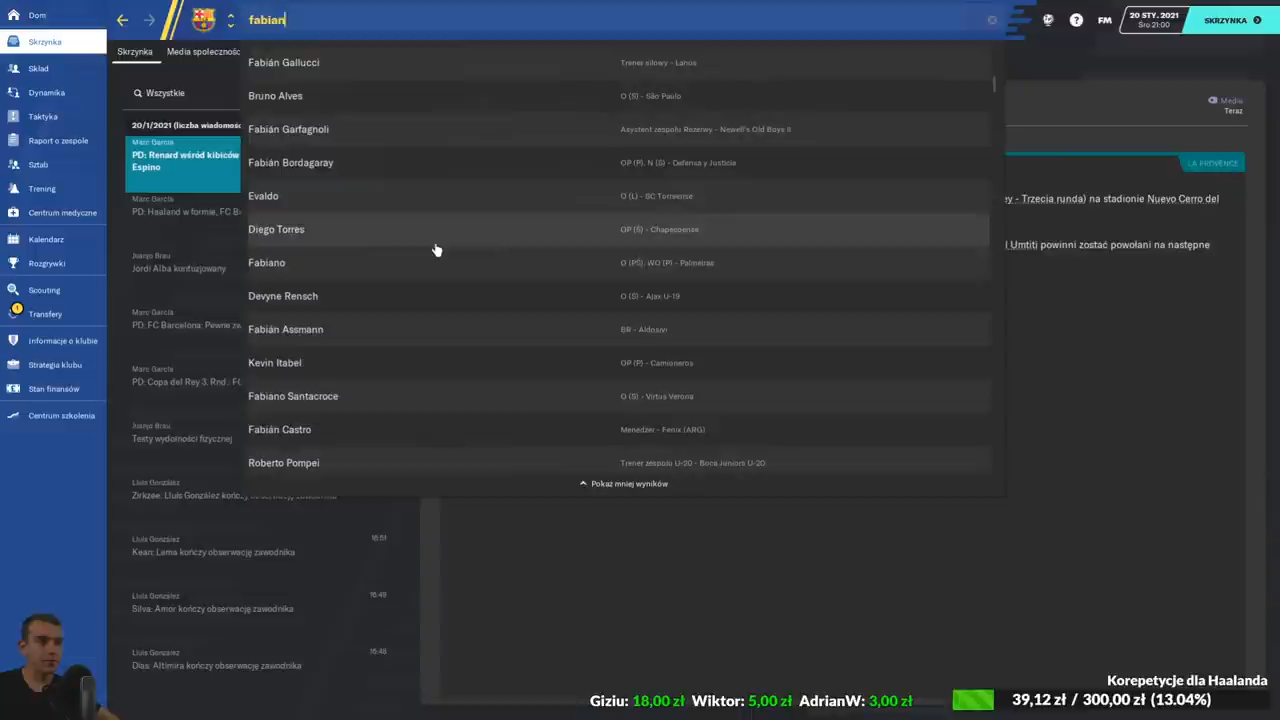 Dom
fabian
FM
20 STY. 2021
Śro 21:00
SKRZYNKA
Skrzynka
Skład
Dynamika
Taktyka
Raport o zespole
Sztab
Trening
Centrum medyczne
Kalendarz
Rozgrywki
Scouting
1
Transfery
Informacje o klubie
Strategia klubu
Stan finansów
Centrum szkolenia
Skrzynka Media społecznośc
Wszystkie
20/1/2021 (liczba wiadomośc
Marc García
PD: Renard wśród kibiców
Espino
Marc García
PD: Haaland w formie, FC B
Juanjo Brau
Jordi Alba kontuzjowany
Marc García
PD: FC Barcelona: Pewne zw
Marc García
PD: Copa del Rey 3. Rnd.: FC
Juanjo Brau
Testy wydolności fizycznej
Lluis González
Zirkzee: Lluis González kończy obserwację zawodnika
Lluis González 16:51
Kean: Lema kończy obserwację zawodnika
Lluis González 16:49
Silva: Amor kończy obserwację zawodnika
Lluis González 16:48
Dias: Altimira kończy obserwację zawodnika
Fabián Gallucci Trener siłowy - Lanús
Bruno Alves O (Ś) - São Paulo
Fabián Garfagnoli Asystent zespołu Rezerwy - Newell's Old Boys II
Fabián Bordagaray OP (P), N (Ś) - Defensa y Justicia
Evaldo O (L) - SC Torreense
Diego Torres OP (Ś) - Chapecoense
Fabiano O (PŚ), WO (P) - Palmeiras
Devyne Rensch O (Ś) - Ajax U-19
Fabián Assmann BR - Aldosivi
Kevin Itabel OP (P) - Camioneros
Fabiano Santacroce O (Ś) - Virtus Verona
Fabián Castro Menedżer - Fenix (ARG)
Roberto Pompei Trener zespołu U-20 - Boca Juniors U-20
Pokaż mniej wyników
Media
Teraz
LA PROVENCE
ey - Trzecia runda) na stadionie Nuevo Cerro del
l Umtiti powinni zostać powołani na następne
Korepetycje dla Haalanda
Giziu: 18,00 zł Wiktor: 5,00 zł AdrianW: 3,00 zł
39,12 zł / 300,00 zł (13.04%)